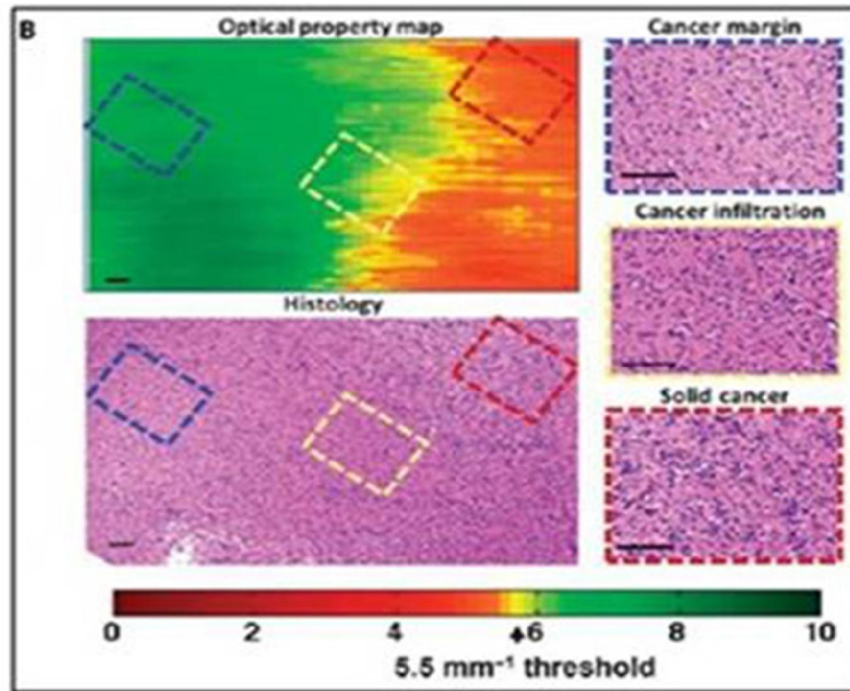 B
Optical property map
Cancer margin
Cancer infiltration
Histology
Solid cancer
0 2 4 6 8 10
5.5 mm⁻¹ threshold